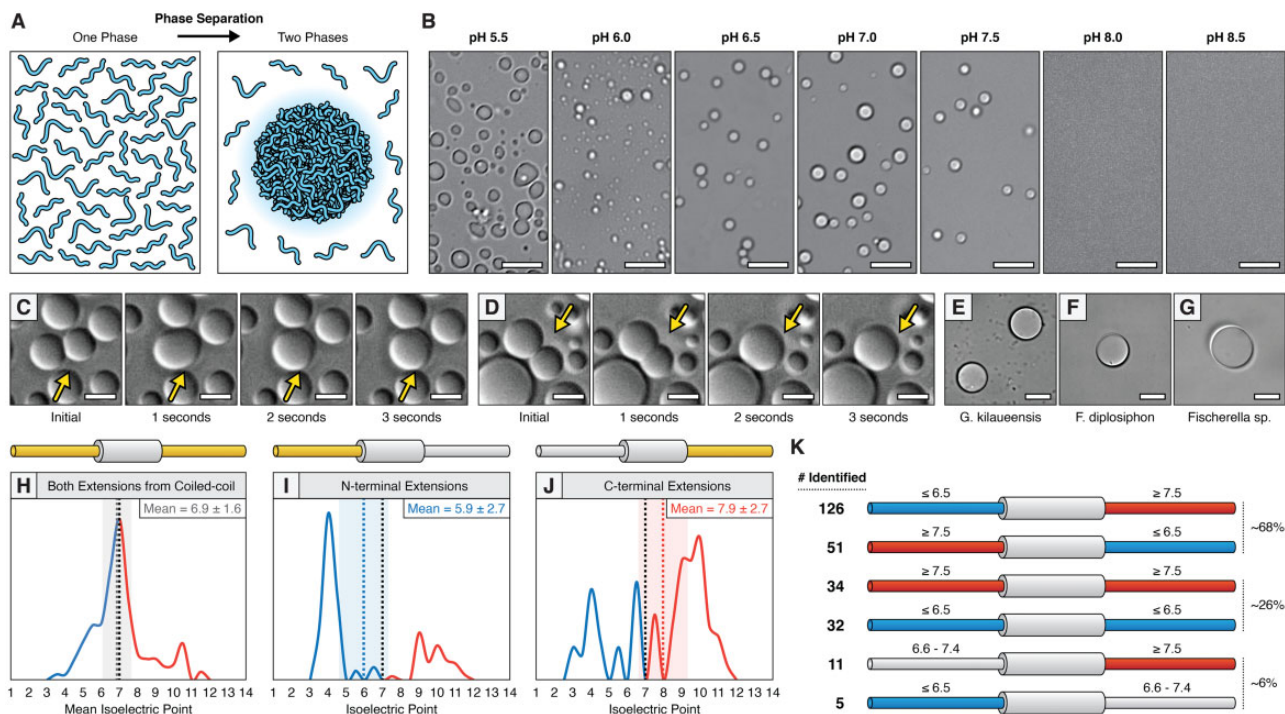 A
Phase Separation
One Phase
Two Phases
B
pH 5.5
pH 6.0
pH 6.5
pH 7.0
pH 7.5
pH 8.0
pH 8.5
C
Initial
1 seconds
2 seconds
3 seconds
D
Initial
1 seconds
2 seconds
3 seconds
E
G. kilaueensis
F
F. diplosiphon
G
Fischerella sp.
H
Both Extensions from Coiled-coil
Mean = 6.9 ± 1.6
1 2 3 4 5 6 7 8 9 10 11 12 13 14
Mean Isoelectric Point
I
N-terminal Extensions
Mean = 5.9 ± 2.7
1 2 3 4 5 6 7 8 9 10 11 12 13 14
Isoelectric Point
J
C-terminal Extensions
Mean = 7.9 ± 2.7
1 2 3 4 5 6 7 8 9 10 11 12 13 14
Isoelectric Point
K
# Identified
126 ≤ 6.5 ≥ 7.5
~68%
51 ≥ 7.5 ≤ 6.5
34 ≥ 7.5 ≥ 7.5
~26%
32 ≤ 6.5 ≤ 6.5
11 6.6 - 7.4 ≥ 7.5
~6%
5 ≤ 6.5 6.6 - 7.4